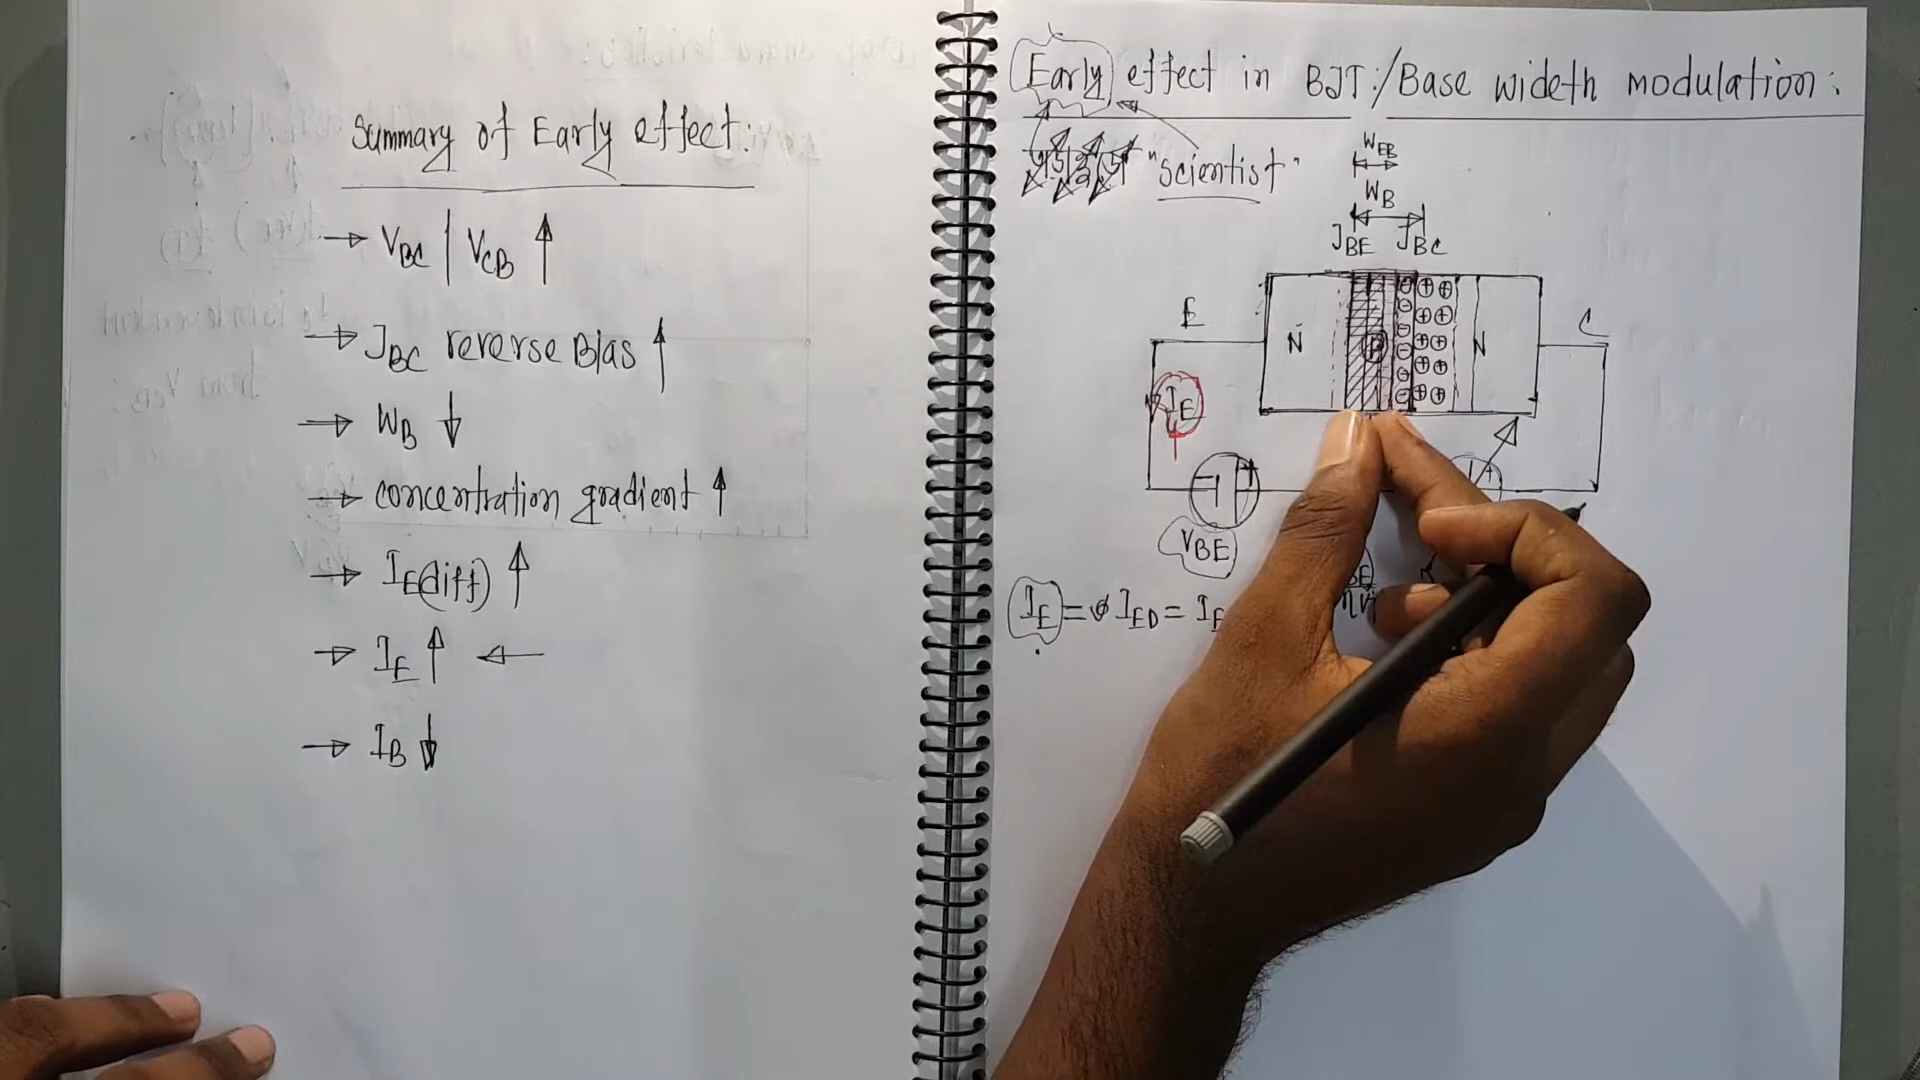 Summary of Early effect:
→ VBC | VCB ↑
→ JBC reverse Bias ↑
→ WB ↓
→ concentration gradient ↑
→ IE(diff) ↑
→ IE ↑ ←
→ IB ↓
Early effect in BJT:/Base wideth modulation:
"scientist"
WEB
WB
JBE JBC
E
C
N
P
N
IE
VBE
IE = IED =